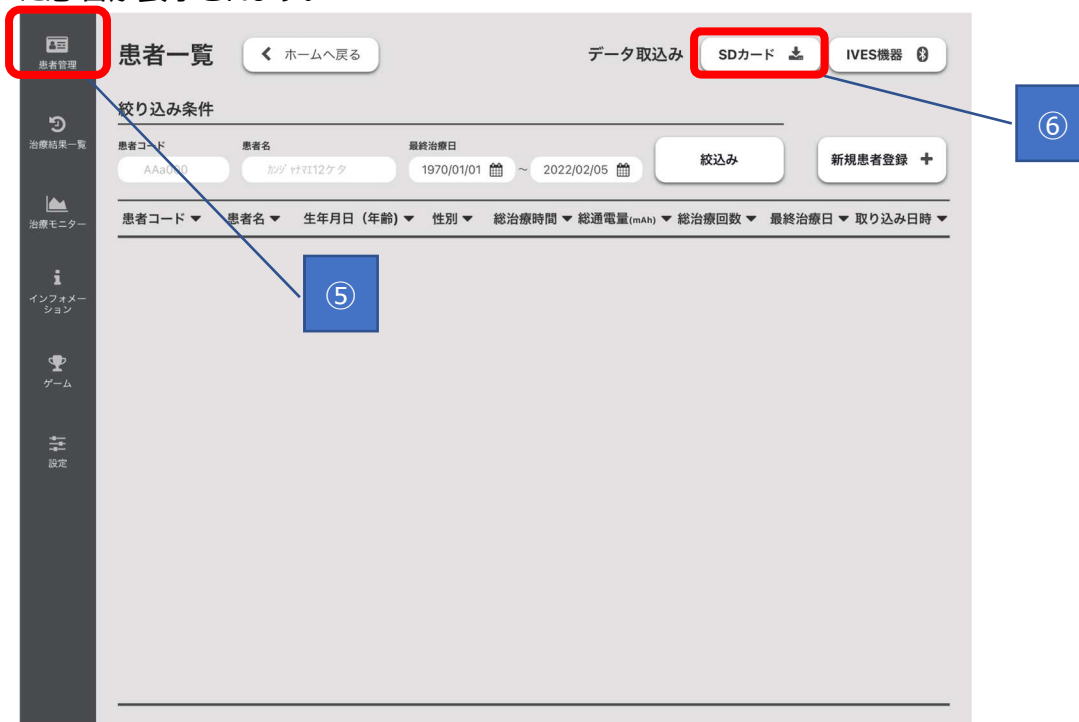 患者管理
治療結果一覧
治療モニター
インフォメー
ション
ゲーム
設定
患者一覧 ホームへ戻る データ取込み SDカード IVES機器
絞り込み条件
患者コード 患者名 最終治療日
1970/01/01 ~ 2022/02/05 絞込み 新規患者登録
患者コード ▼ 患者名 ▼ 生年月日（年齢）▼ 性別 ▼ 総治療時間 ▼ 総通電量(mAh) ▼ 総治療回数 ▼ 最終治療日 ▼ 取り込み日時 ▼
⑤
⑥